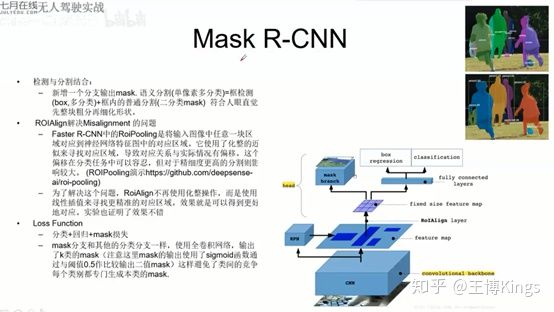 七月在线
JULYEDU.COM
无人驾驶实战
Mask R-CNN
• 检测与分割结合：
– 新增一个分支输出mask. 语义分割(单像素多分类)=框检测
(box,多分类)+框内的普通分割(二分类mask) 符合人眼直觉
先整块粗分再细化形状。
• ROIAlign解决Misalignment 的问题
– Faster R-CNN中的RoiPooling是将输入图像中任意一块区
域对应到神经网络特征图中的对应区域。它使用了化整的近
似来寻找对应区域，导致对应关系与实际情况有偏移，这个
偏移在分类任务中可以容忍，但对于精细度更高的分割则影
响较大。 (ROIPooling演示https://github.com/deepsense-
ai/roi-pooling)
– 为了解决这个问题，RoiAlign不再使用化整操作，而是使用
线性插值来寻找更精准的对应区域，效果就是可以得到更好
地对应。实验也证明了效果不错
• Loss Function
– 分类+回归+mask损失
– mask分支和其他的分类分支一样，使用全卷积网络，输出
了k类的mask（注意这里mask的输出使用了sigmoid函数通
过与阈值0.5作比较输出二值mask）这样避免了类间的竞争
每个类别都专门生成本类的mask.
box
regression
classification
mask
branch
fully connected
layers
head
fixed size feature map
RoIAlign layer
RPN
feature map
CNN
convolutional backbone
知乎 @王博Kings